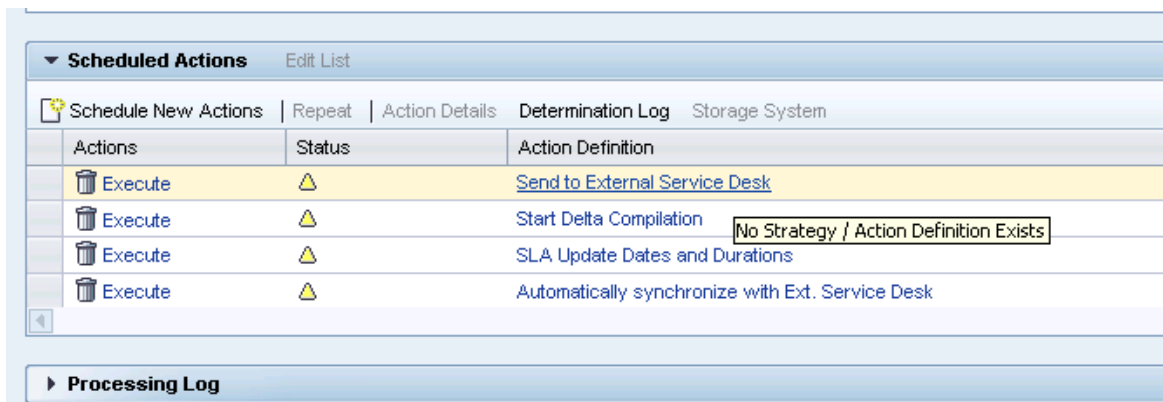 Scheduled Actions Edit List
Schedule New Actions | Repeat | Action Details Determination Log Storage System
Actions Status Action Definition
Execute Send to External Service Desk
Execute Start Delta Compilation
No Strategy / Action Definition Exists
Execute SLA Update Dates and Durations
Execute Automatically synchronize with Ext. Service Desk
Processing Log